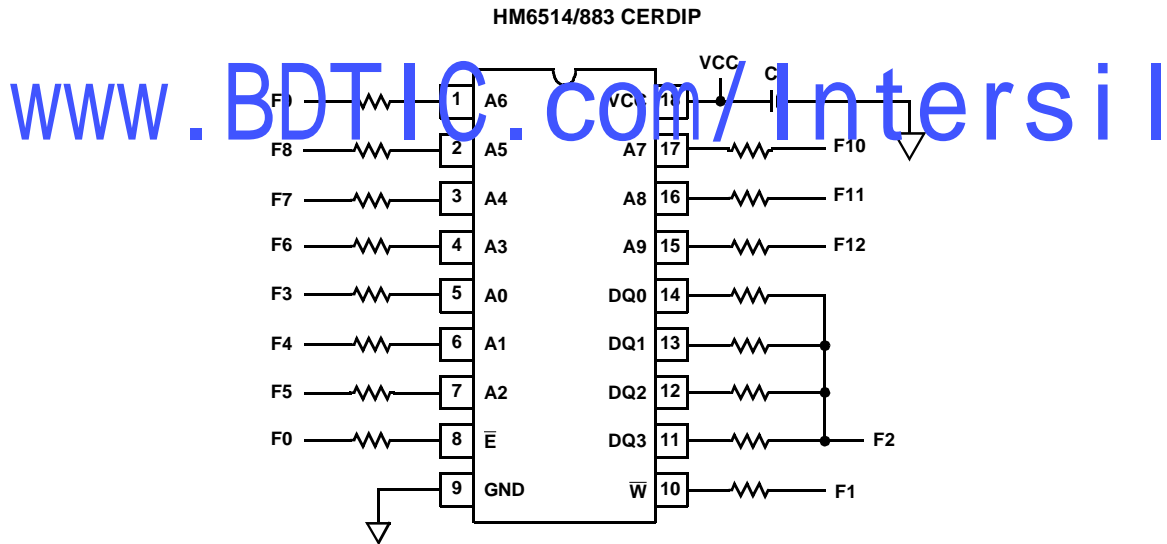 HM6514/883 CERDIP
www.BDTIC.com/Intersil
VCC
C
F9 1 A6 VCC 18
F8 2 A5 A7 17 F10
F7 3 A4 A8 16 F11
F6 4 A3 A9 15 F12
F3 5 A0 DQ0 14
F4 6 A1 DQ1 13
F5 7 A2 DQ2 12
F0 8 E̅ DQ3 11 F2
9 GND W̅ 10 F1